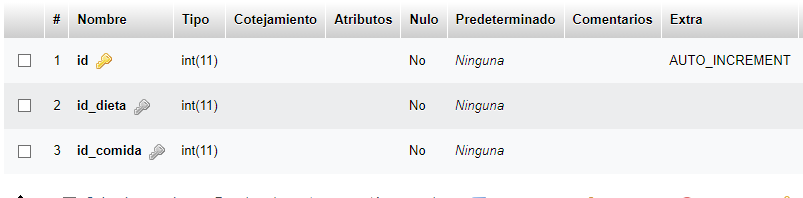 # Nombre Tipo Cotejamiento Atributos Nulo Predeterminado Comentarios Extra
1 id int(11) No Ninguna AUTO_INCREMENT
2 id_dieta int(11) No Ninguna
3 id_comida int(11) No Ninguna